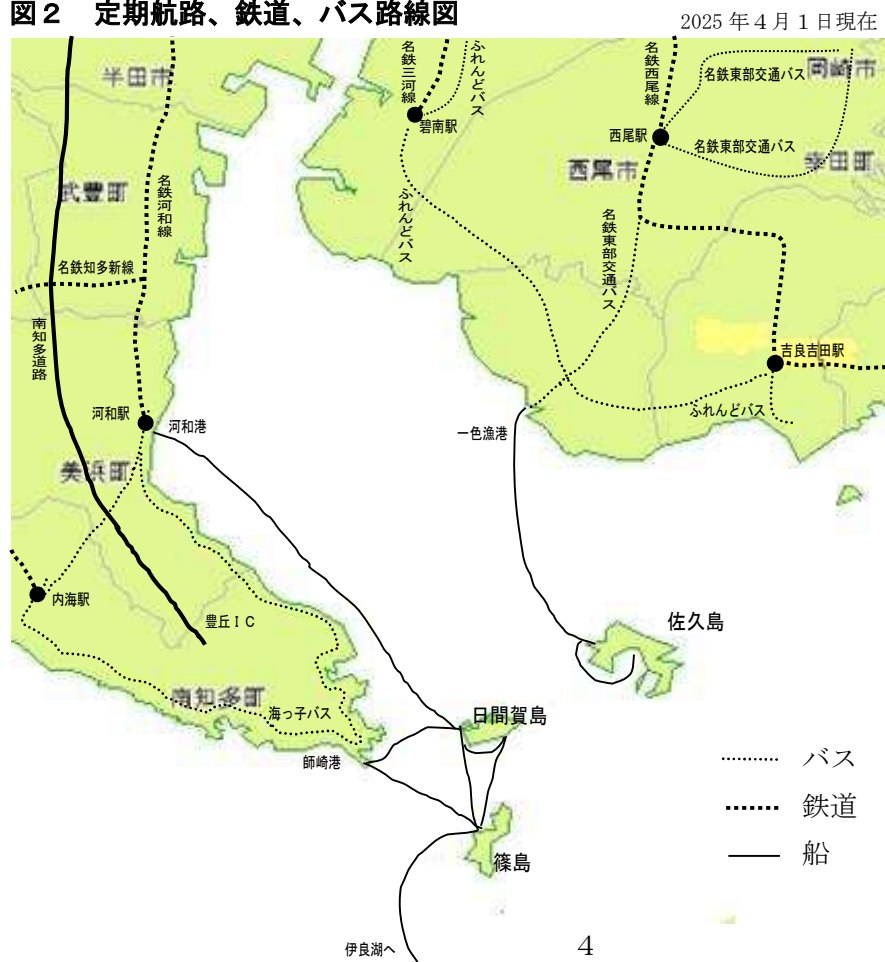 図２　定期航路、鉄道、バス路線図
2025年４月１日現在
半田市
名鉄三河線
ふれんどバス
名鉄西尾線
名鉄東部交通バス
岡崎市
碧南駅
西尾駅
名鉄東部交通バス
幸田町
西尾市
武豊町
名鉄河和線
ふれんどバス
名鉄東部交通バス
名鉄知多新線
南知多道路
吉良吉田駅
河和駅
河和港
ふれんどバス
一色漁港
美浜町
内海駅
豊丘ＩＣ
佐久島
南知多町
海っ子バス
日間賀島
師崎港
バス
鉄道
船
篠島
伊良湖へ
4